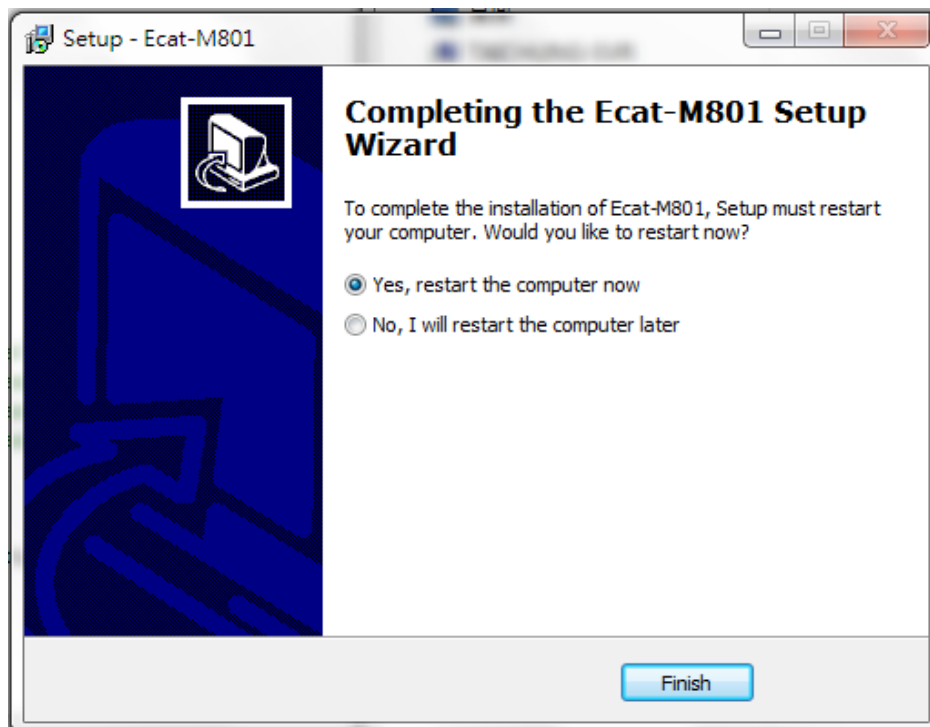 Setup - Ecat-M801
Completing the Ecat-M801 Setup
Wizard
To complete the installation of Ecat-M801, Setup must restart
your computer. Would you like to restart now?
Yes, restart the computer now
No, I will restart the computer later
Finish